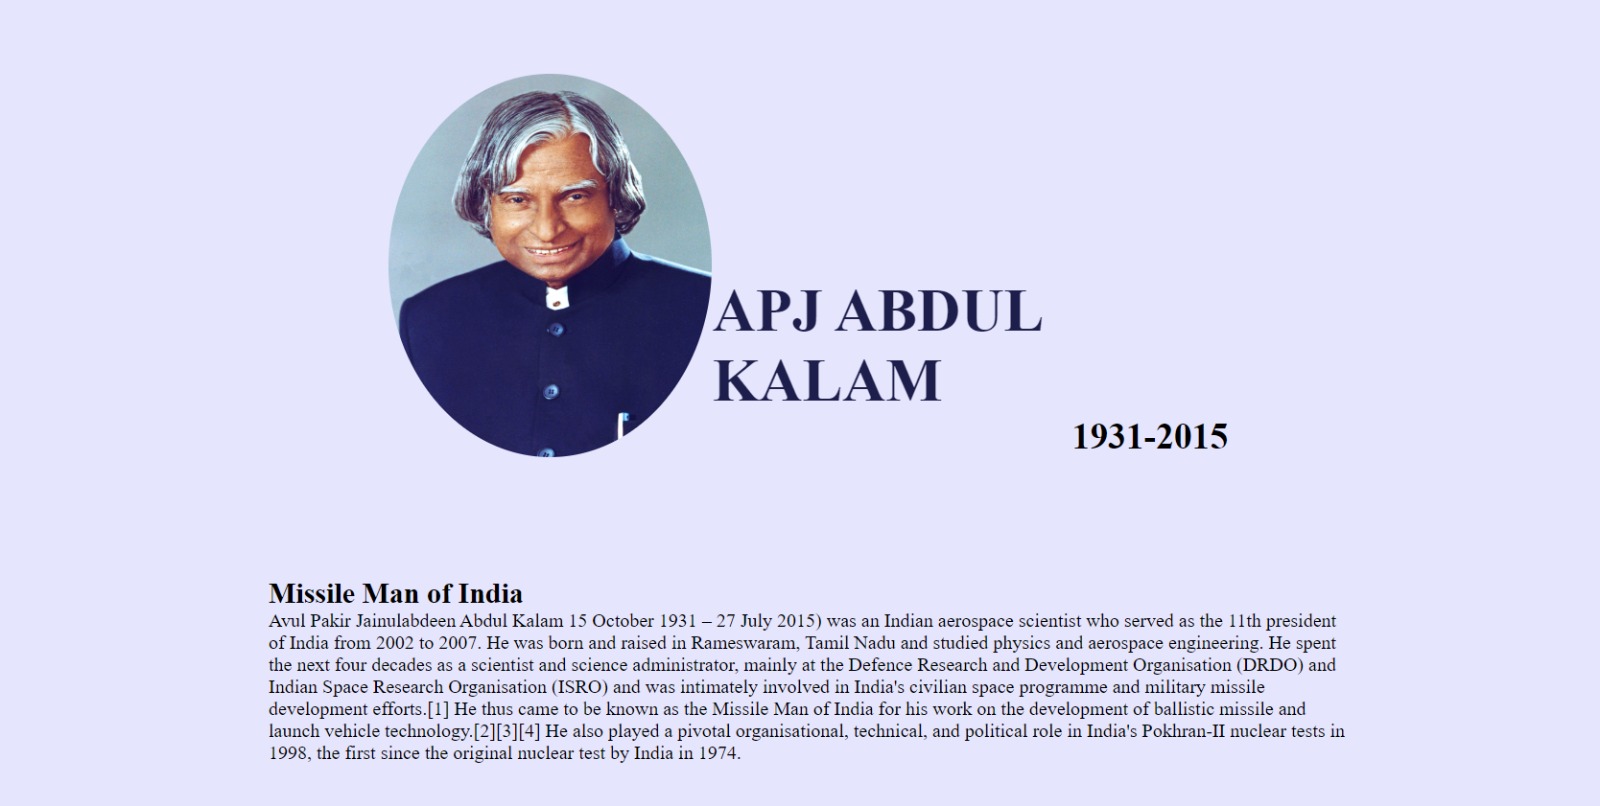 APJ ABDUL
KALAM
1931-2015
Missile Man of India
Avul Pakir Jainulabdeen Abdul Kalam 15 October 1931 – 27 July 2015) was an Indian aerospace scientist who served as the 11th president
of India from 2002 to 2007. He was born and raised in Rameswaram, Tamil Nadu and studied physics and aerospace engineering. He spent
the next four decades as a scientist and science administrator, mainly at the Defence Research and Development Organisation (DRDO) and
Indian Space Research Organisation (ISRO) and was intimately involved in India's civilian space programme and military missile
development efforts.[1] He thus came to be known as the Missile Man of India for his work on the development of ballistic missile and
launch vehicle technology.[2][3][4] He also played a pivotal organisational, technical, and political role in India's Pokhran-II nuclear tests in
1998, the first since the original nuclear test by India in 1974.